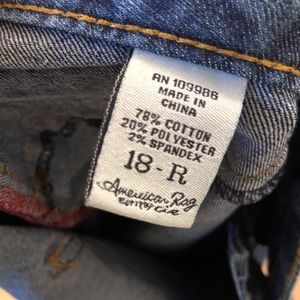 RN 109986
MADE IN
CHINA
78% COTTON
20% POLYESTER
2% SPANDEX
18-R
American Rag
Cie